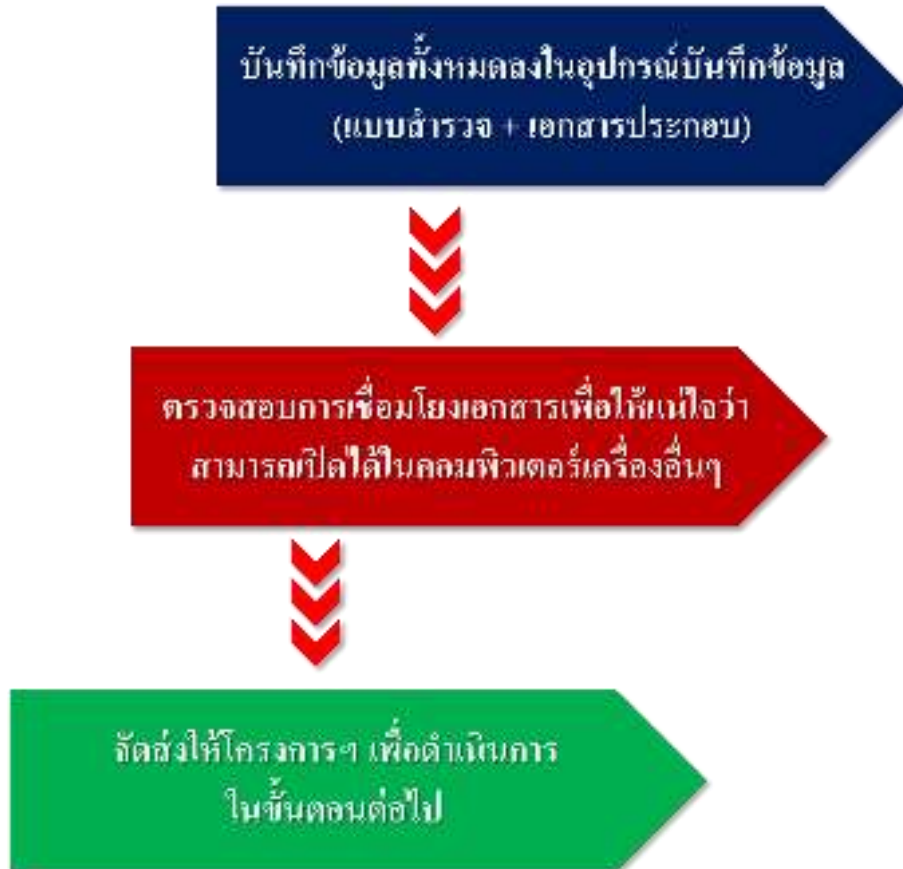 บันทึกข้อมูลทั้งหมดลงในอุปกรณ์บันทึกข้อมูล
(แบบสำรวจ + เอกสารประกอบ)
ตรวจสอบการเชื่อมโยงเอกสารเพื่อให้แน่ใจว่า
สามารถเปิดได้ในคอมพิวเตอร์เครื่องอื่นๆ
จัดส่งให้โครงการฯ เพื่อดำเนินการ
ในขั้นตอนต่อไป